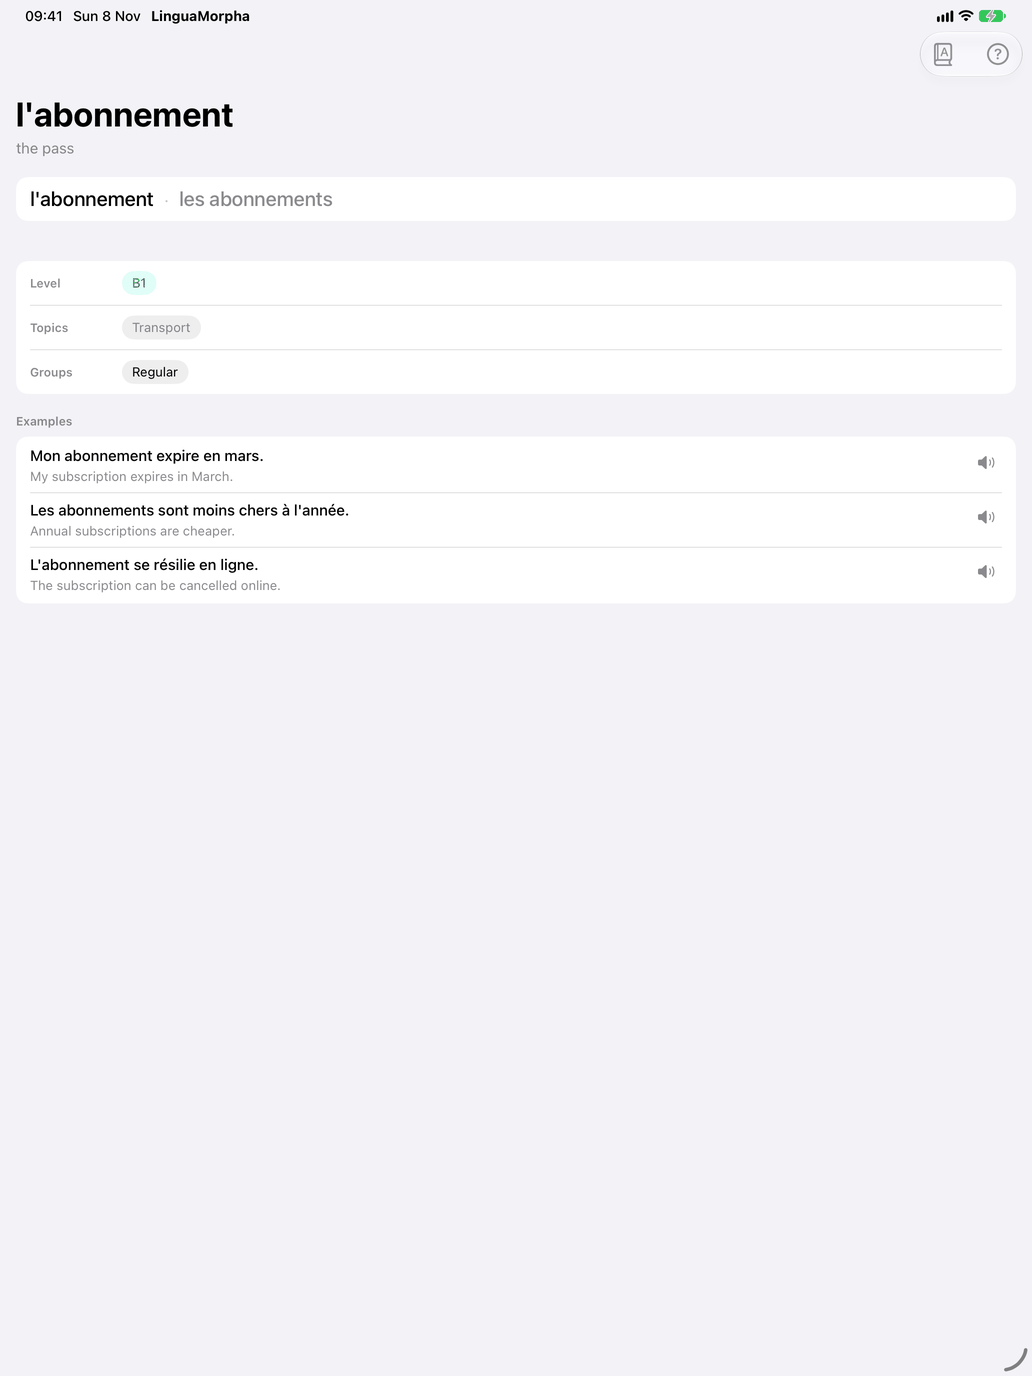 09:41 Sun 8 Nov LinguaMorpha
A ?
l'abonnement
the pass
l'abonnement · les abonnements
Level B1
Topics Transport
Groups Regular
Examples
Mon abonnement expire en mars.
My subscription expires in March.
Les abonnements sont moins chers à l'année.
Annual subscriptions are cheaper.
L'abonnement se résilie en ligne.
The subscription can be cancelled online.